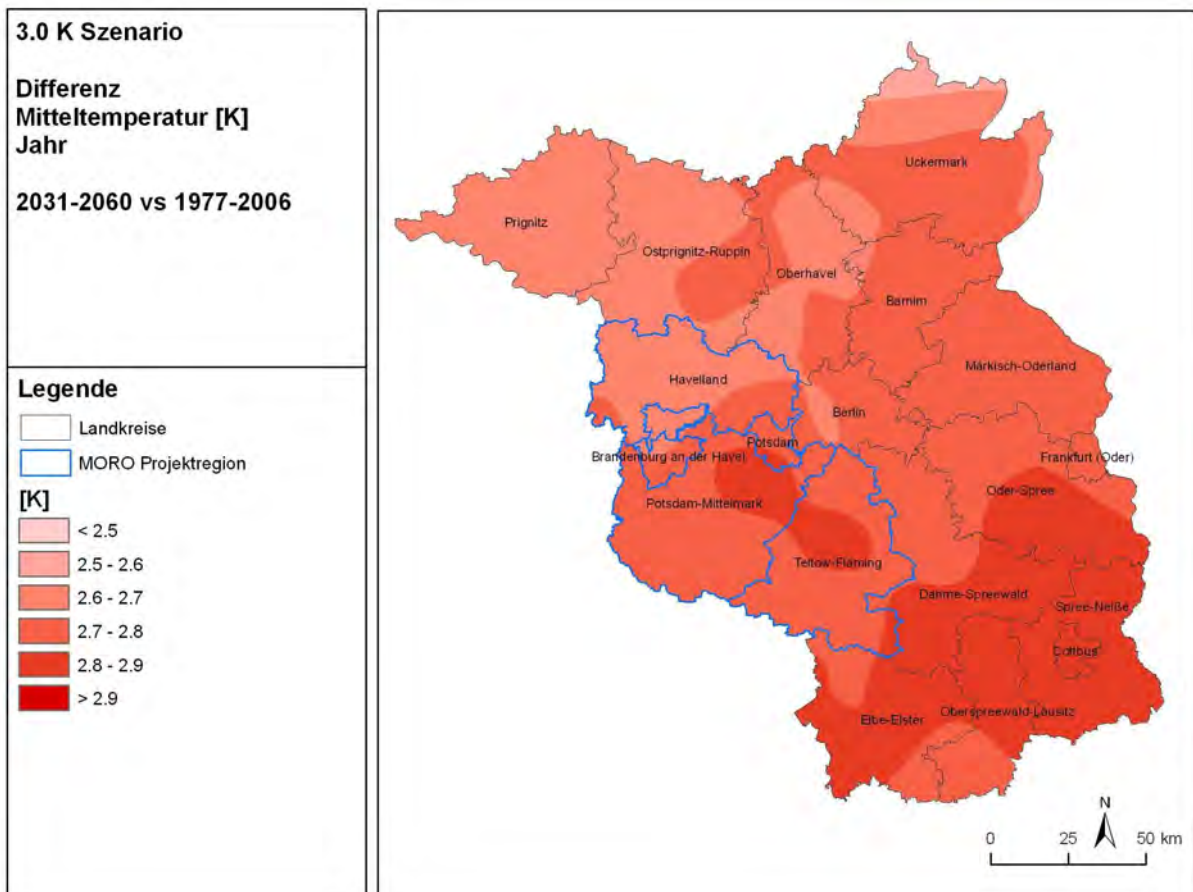 3.0 K Szenario
Differenz
Mitteltemperatur [K]
Jahr
2031-2060 vs 1977-2006
Legende
Landkreise
MORO Projektregion
[K]
< 2.5
2.5 - 2.6
2.6 - 2.7
2.7 - 2.8
2.8 - 2.9
> 2.9
Uckermark
Prignitz
Ostprignitz-Ruppin
Oberhavel
Barnim
Märkisch-Oderland
Havelland
Berlin
Potsdam
Brandenburg an der Havel
Frankfurt (Oder)
Oder-Spree
Potsdam-Mittelmark
Teltow-Fläming
Dahme-Spreewald
Spree-Neiße
Cottbus
Elbe-Elster
Oberspreewald-Lausitz
N
0 25 50 km